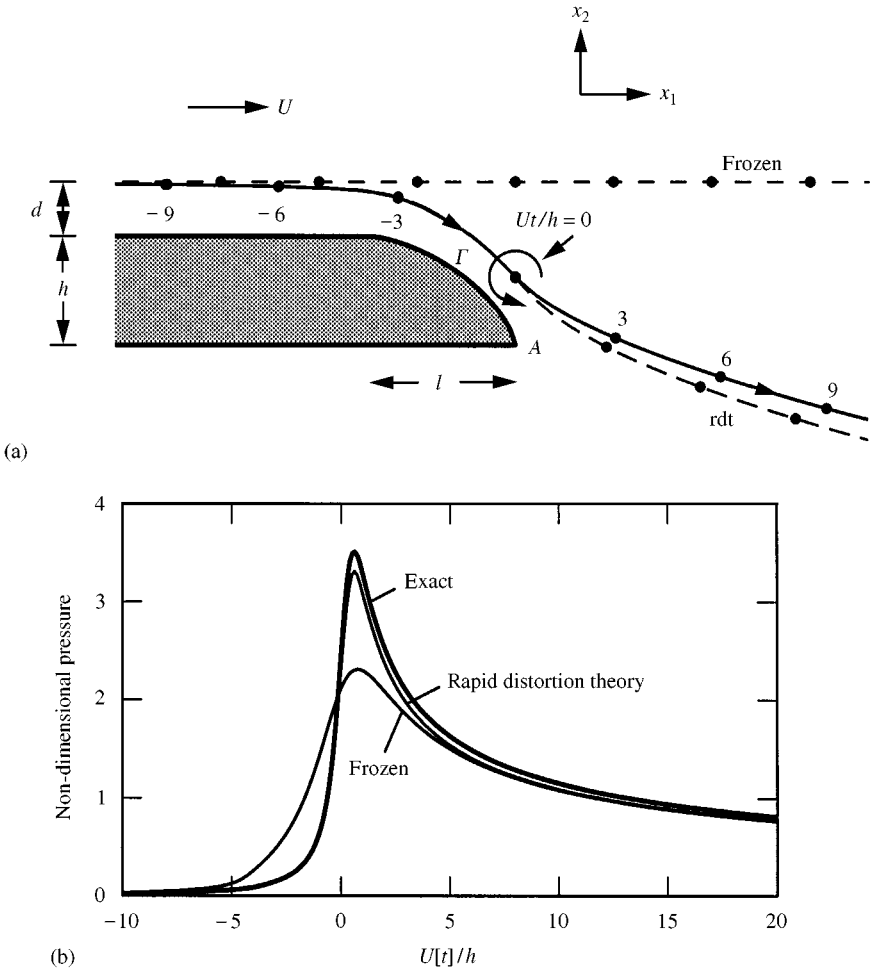 x₂
x₁
U
Frozen
d
−9
−6
−3
Ut/h = 0
Γ
h
3
A
6
l
9
rdt
(a)
4
3
2
1
0
Non-dimensional pressure
Exact
Rapid distortion theory
Frozen
−10
−5
0
5
10
15
20
(b)
U[t]/h